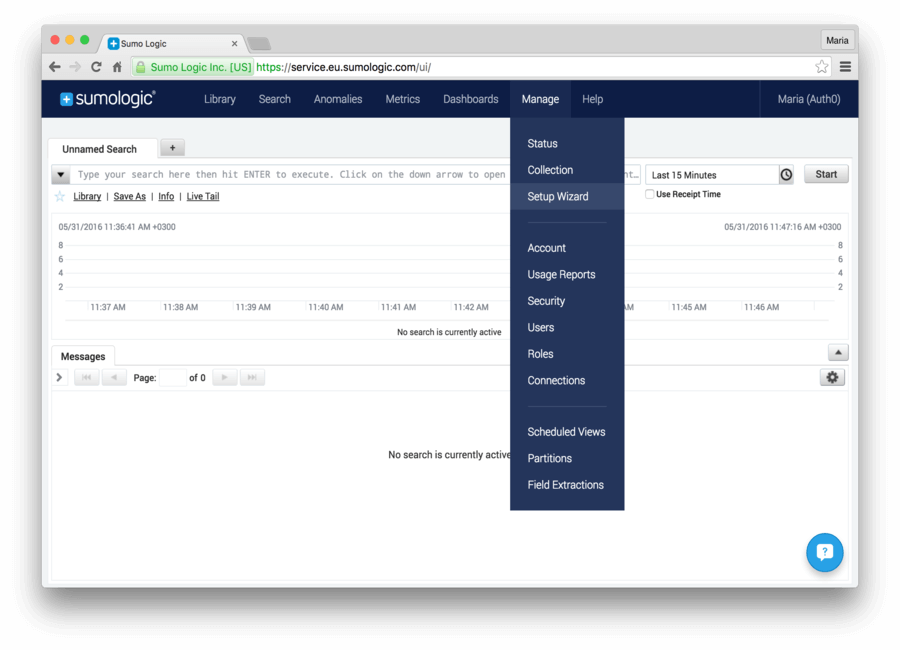 Sumo Logic
Maria
Sumo Logic Inc. [US] https://service.eu.sumologic.com/ui/
sumologic®
Library Search Anomalies Metrics Dashboards Manage Help Maria (Auth0)
Unnamed Search +
Type your search here then hit ENTER to execute. Click on the down arrow to open nt… Last 15 Minutes Start
Library | Save As | Info | Live Tail Use Receipt Time
05/31/2016 11:36:41 AM +0300 05/31/2016 11:47:16 AM +0300
8 8
6 6
4 4
2 2
11:37 AM 11:38 AM 11:39 AM 11:40 AM 11:41 AM 11:42 AM AM 11:45 AM 11:46 AM
No search is currently active
Messages
Page: of 0
No search is currently active
Status
Collection
Setup Wizard
Account
Usage Reports
Security
Users
Roles
Connections
Scheduled Views
Partitions
Field Extractions
?